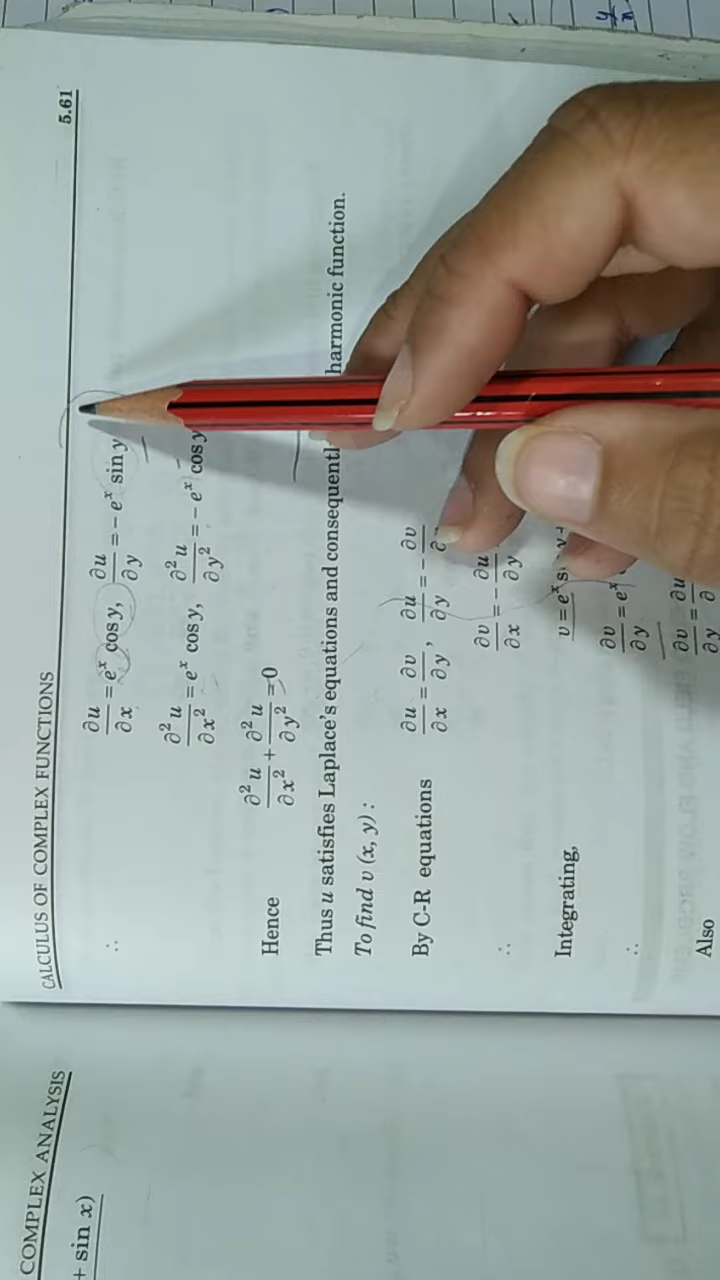 COMPLEX ANALYSIS
+ sin x)
CALCULUS OF COMPLEX FUNCTIONS 5.61
∴ ∂u/∂x = e^x cos y, ∂u/∂y = – e^x sin y
∂²u/∂x² = e^x cos y, ∂²u/∂y² = – e^x cos y
Hence ∂²u/∂x² + ∂²u/∂y² = 0
Thus u satisfies Laplace's equations and harmonic function.
To find v (x, y) :
By C-R equations ∂u/∂x = ∂v/∂y, ∂u/∂y = – ∂v/
∴ ∂v/∂x = – ∂u/∂y
Integrating, v = e^x
∴ ∂v/∂y = e^x
Also ∂v/∂y = ∂u/∂
y/x